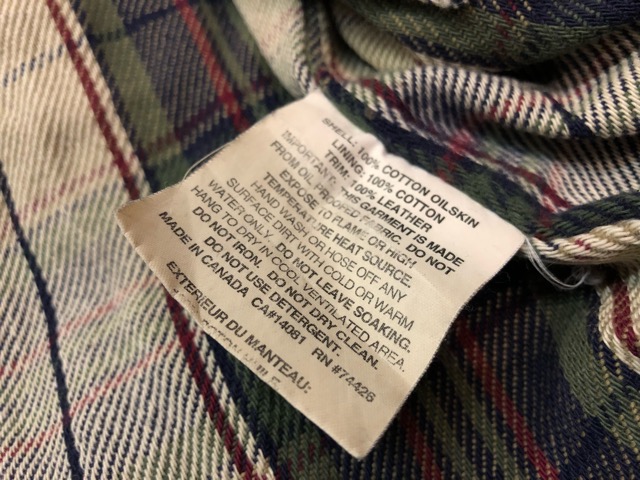 SHELL: 100% COTTON OILSKIN
LINING: 100% COTTON
TRIM: 100% LEATHER
IMPORTANT: THIS GARMENT IS MADE
FROM OIL PROOFED FABRIC. DO NOT
EXPOSE TO FLAME OR HIGH
TEMPERATURE HEAT SOURCE.
HAND WASH OR HOSE OFF ANY
SURFACE DIRT WITH COLD OR WARM
WATER ONLY. DO NOT LEAVE SOAKING.
HANG TO DRY IN COOL VENTILATED AREA.
DO NOT IRON. DO NOT DRY CLEAN.
DO NOT USE DETERGENT.
MADE IN CANADA CA#14081 RN #74426
EXTERIEUR DU MANTEAU: